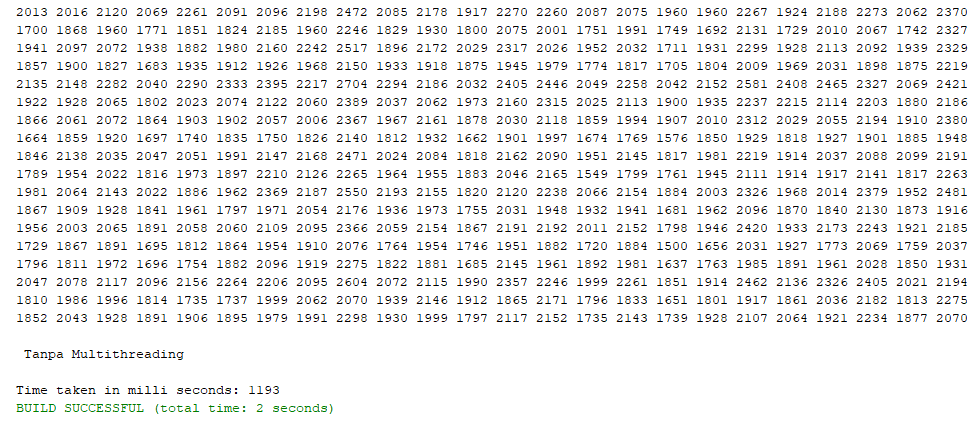 2013 2016 2120 2069 2261 2091 2096 2198 2472 2085 2178 1917 2270 2260 2087 2075 1960 1960 2267 1924 2188 2273 2062 2370
1700 1868 1960 1771 1851 1824 2185 1960 2246 1829 1930 1800 2075 2001 1751 1991 1749 1692 2131 1729 2010 2067 1742 2327
1941 2097 2072 1938 1882 1980 2160 2242 2517 1896 2172 2029 2317 2026 1952 2032 1711 1931 2299 1928 2113 2092 1939 2329
1857 1900 1827 1683 1935 1912 1926 1968 2150 1933 1918 1875 1945 1979 1774 1817 1705 1804 2009 1969 2031 1898 1875 2219
2135 2148 2282 2040 2290 2333 2395 2217 2704 2294 2186 2032 2405 2446 2049 2258 2042 2152 2581 2408 2465 2327 2069 2421
1922 1928 2065 1802 2023 2074 2122 2060 2389 2037 2062 1973 2160 2315 2025 2113 1900 1935 2237 2215 2114 2203 1880 2186
1866 2061 2072 1864 1903 1902 2057 2006 2367 1967 2161 1878 2030 2118 1859 1994 1907 2010 2312 2029 2055 2194 1910 2380
1664 1859 1920 1697 1740 1835 1750 1826 2140 1812 1932 1662 1901 1997 1674 1769 1576 1850 1929 1818 1927 1901 1885 1948
1846 2138 2035 2047 2051 1991 2147 2168 2471 2024 2084 1818 2162 2090 1951 2145 1817 1981 2219 1914 2037 2088 2099 2191
1789 1954 2022 1816 1973 1897 2210 2126 2265 1964 1955 1883 2046 2165 1549 1799 1761 1945 2111 1914 1917 2141 1817 2263
1981 2064 2143 2022 1886 1962 2369 2187 2550 2193 2155 1820 2120 2238 2066 2154 1884 2003 2326 1968 2014 2379 1952 2481
1867 1909 1928 1841 1961 1797 1971 2054 2176 1936 1973 1755 2031 1948 1932 1941 1681 1962 2096 1870 1840 2130 1873 1916
1956 2003 2065 1891 2058 2060 2109 2095 2366 2059 2154 1867 2191 2192 2011 2152 1798 1946 2420 1933 2173 2243 1921 2185
1729 1867 1891 1695 1812 1864 1954 1910 2076 1764 1954 1746 1951 1882 1720 1884 1500 1656 2031 1927 1773 2069 1759 2037
1796 1811 1972 1696 1754 1882 2096 1919 2275 1822 1881 1685 2145 1961 1892 1981 1637 1763 1985 1891 1961 2028 1850 1931
2047 2078 2117 2096 2156 2264 2206 2095 2604 2072 2115 1990 2357 2246 1999 2261 1851 1914 2462 2136 2326 2405 2021 2194
1810 1986 1996 1814 1735 1737 1999 2062 2070 1939 2146 1912 1865 2171 1796 1833 1651 1801 1917 1861 2036 2182 1813 2275
1852 2043 1928 1891 1906 1895 1979 1991 2298 1930 1999 1797 2117 2152 1735 2143 1739 1928 2107 2064 1921 2234 1877 2070
Tanpa Multithreading
Time taken in milli seconds: 1193
BUILD SUCCESSFUL (total time: 2 seconds)